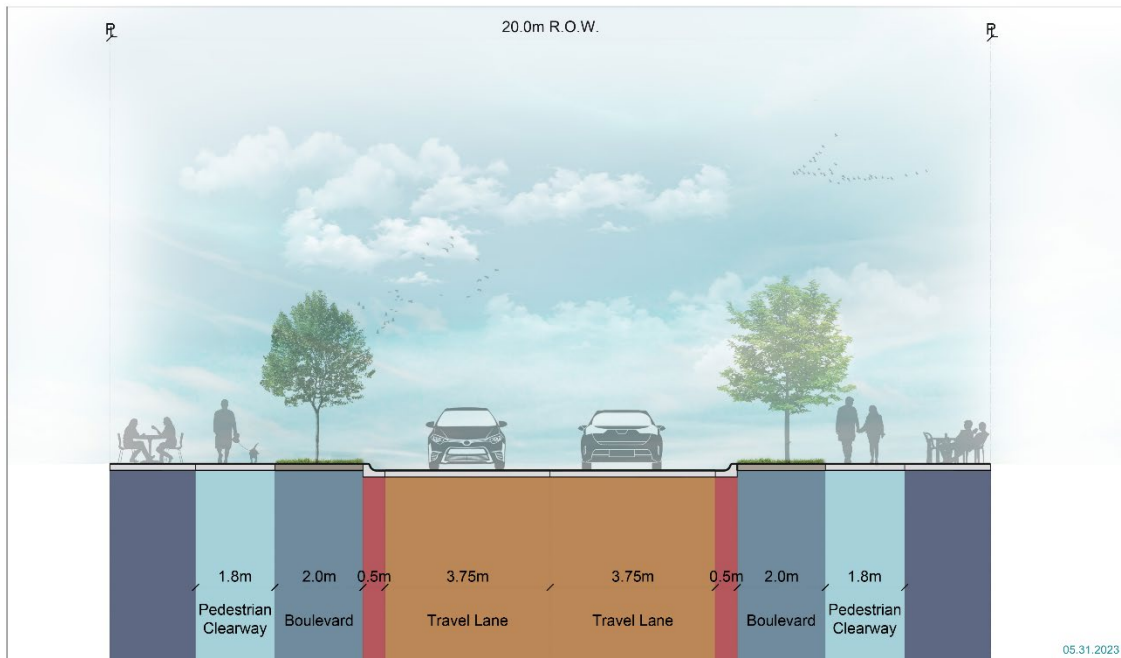 20.0m R.O.W.
PL
PL
1.8m
2.0m
0.5m
3.75m
3.75m
0.5m
2.0m
1.8m
Pedestrian
Clearway
Boulevard
Travel Lane
Travel Lane
Boulevard
Pedestrian
Clearway
05.31.2023